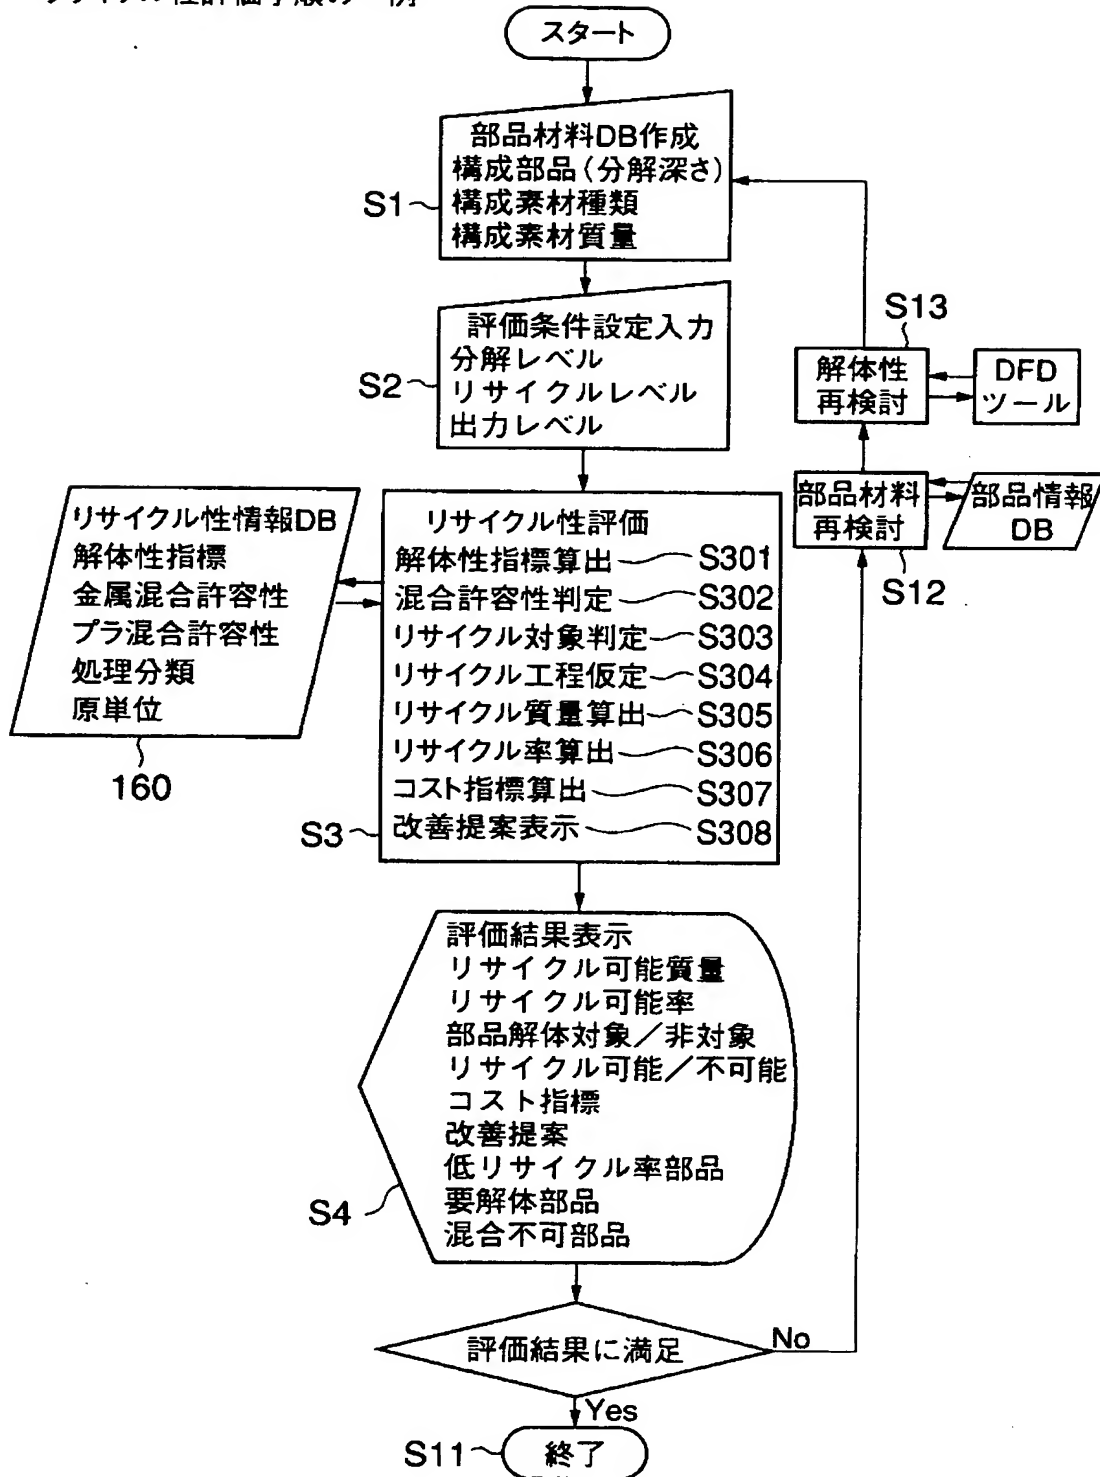 リサイクル性評価手順の一例
スタート
部品材料DB作成
構成部品(分解深さ)
構成素材種類
構成素材質量
S1
評価条件設定入力
分解レベル
リサイクルレベル
出力レベル
S2
S13
解体性
再検討
DFD
ツール
部品材料
再検討
部品情報
DB
S12
リサイクル性情報DB
解体性指標
金属混合許容性
プラ混合許容性
処理分類
原単位
160
リサイクル性評価
解体性指標算出 S301
混合許容性判定 S302
リサイクル対象判定 S303
リサイクル工程仮定 S304
リサイクル質量算出 S305
リサイクル率算出 S306
コスト指標算出 S307
改善提案表示 S308
S3
評価結果表示
リサイクル可能質量
リサイクル可能率
部品解体対象/非対象
リサイクル可能/不可能
コスト指標
改善提案
低リサイクル率部品
要解体部品
混合不可部品
S4
評価結果に満足
No
Yes
S11
終了